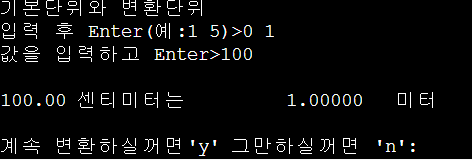 기본단위와 변환단위
입력 후 Enter(예:1 5)>0 1
값을 입력하고 Enter>100
100.00 센티미터는 1.00000 미터
계속 변환하실꺼면'y' 그만하실꺼면 'n':